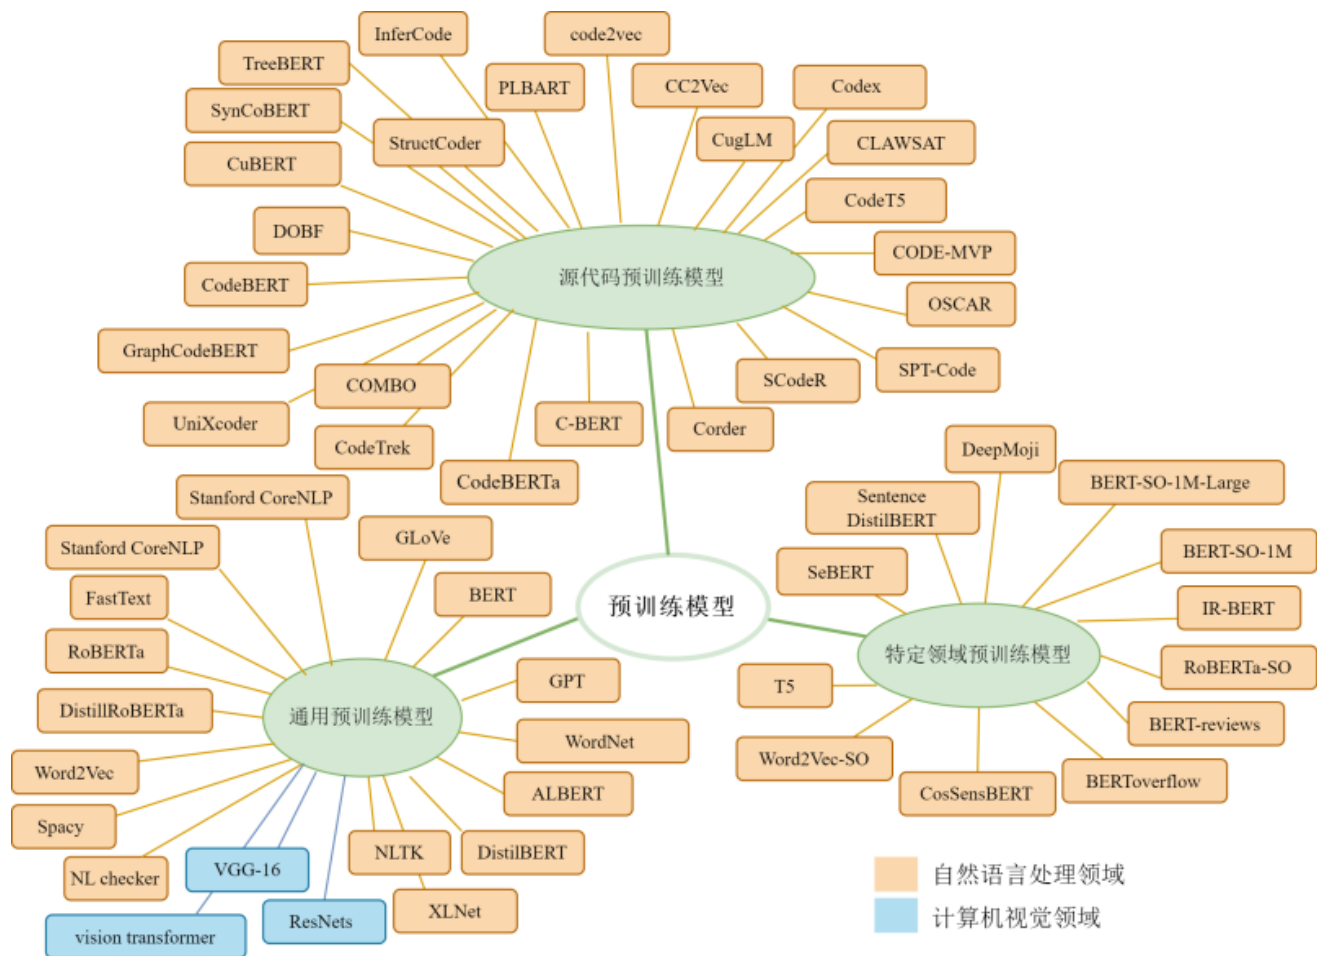 InferCode
code2vec
TreeBERT
PLBART
CC2Vec
Codex
SynCoBERT
StructCoder
CugLM
CLAWSAT
CuBERT
CodeT5
DOBF
CODE-MVP
源代码预训练模型
CodeBERT
OSCAR
GraphCodeBERT
COMBO
SCodeR
SPT-Code
UniXcoder
CodeTrek
C-BERT
Corder
CodeBERTa
DeepMoji
Stanford CoreNLP
Sentence
DistilBERT
BERT-SO-1M-Large
Stanford CoreNLP
GLoVe
BERT-SO-1M
FastText
BERT
SeBERT
预训练模型
IR-BERT
RoBERTa
特定领域预训练模型
RoBERTa-SO
GPT
T5
DistillRoBERTa
通用预训练模型
BERT-reviews
WordNet
Word2Vec
Word2Vec-SO
ALBERT
CosSensBERT
BERToverflow
Spacy
NLTK
DistilBERT
NL checker
VGG-16
自然语言处理领域
XLNet
ResNets
计算机视觉领域
vision transformer